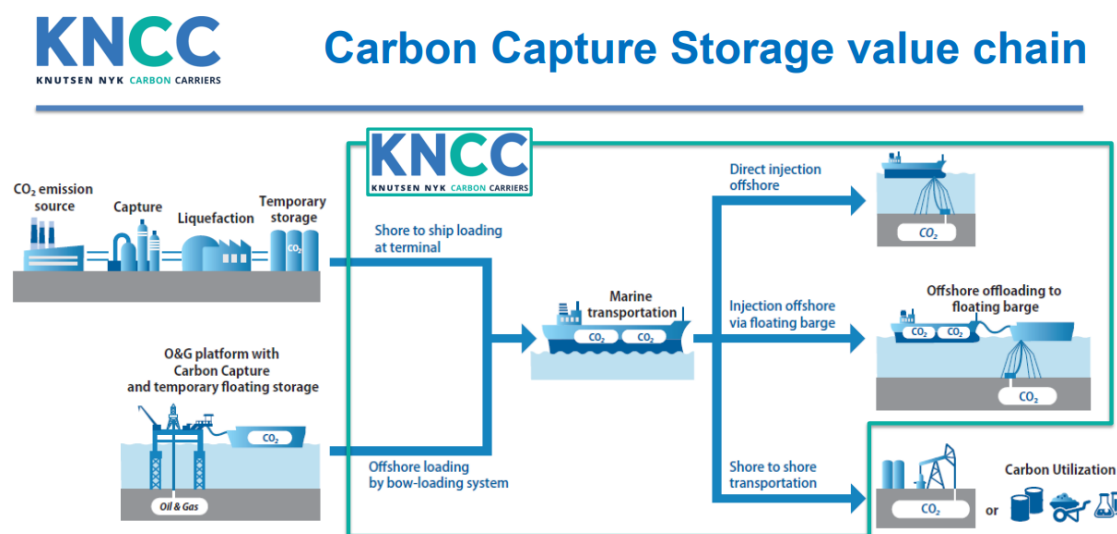 KNCC
KNUTSEN NYK CARBON CARRIERS
Carbon Capture Storage value chain
KNCC
KNUTSEN NYK CARBON CARRIERS
CO₂ emission
source
Capture
Liquefaction
Temporary
storage
CO₂
Shore to ship loading
at terminal
O&G platform with
Carbon Capture
and temporary floating storage
CO₂
Oil & Gas
Offshore loading
by bow-loading system
Marine
transportation
CO₂
CO₂
Direct injection
offshore
CO₂
Injection offshore
via floating barge
Offshore offloading to
floating barge
CO₂
CO₂
CO₂
Shore to shore
transportation
CO₂
or
Carbon Utilization